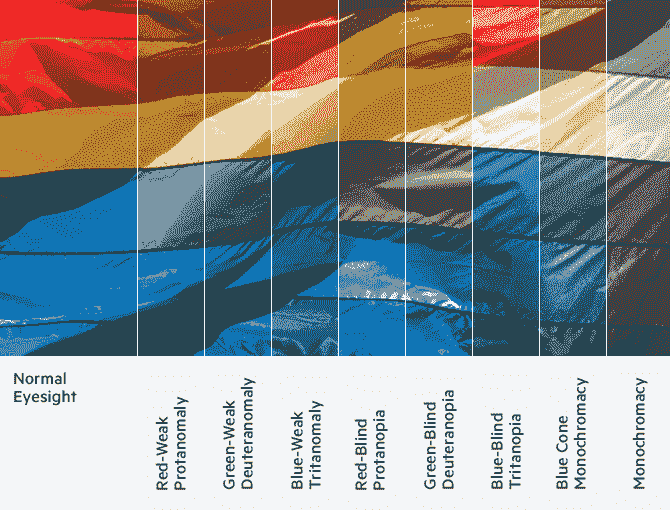 Normal
Eyesight
Red-Weak
Protanomaly
Green-Weak
Deuteranomaly
Blue-Weak
Tritanomaly
Red-Blind
Protanopia
Green-Blind
Deuteranopia
Blue-Blind
Tritanopia
Blue Cone
Monochromacy
Monochromacy